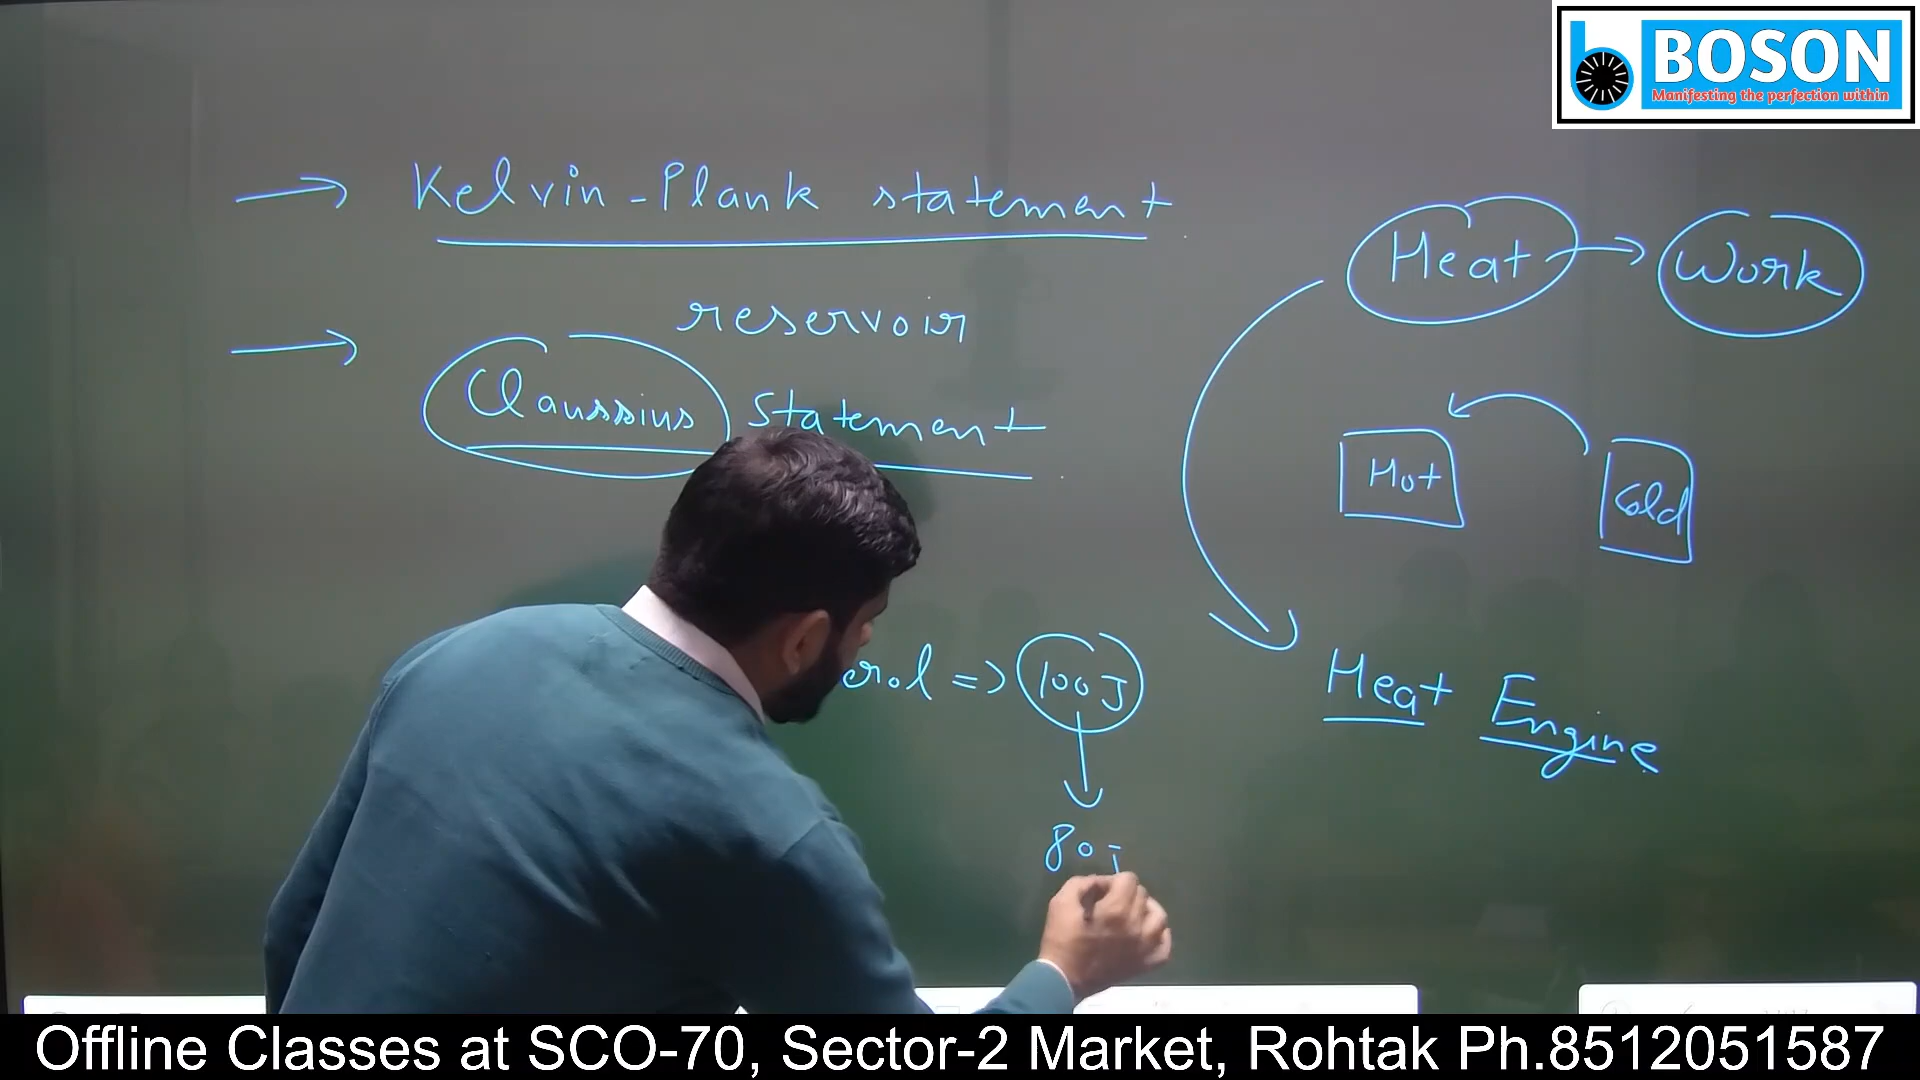 BOSON
Manifesting the perfection within
→ Kelvin-Plank statement
reservoir
→ Claussius Statement
Heat → Work
Hot
Cold
=> 100 J
80 J
Heat Engine
Offline Classes at SCO-70, Sector-2 Market, Rohtak Ph.8512051587